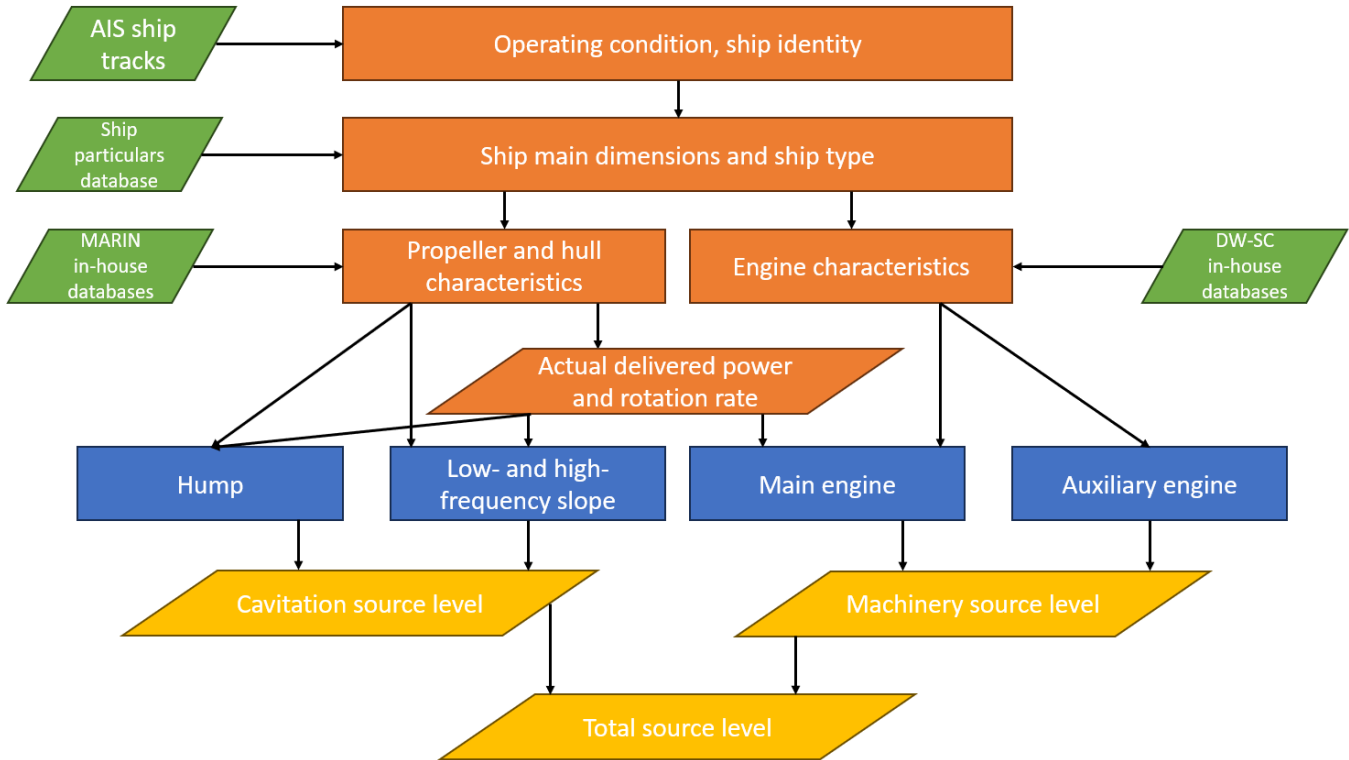 AIS ship
tracks
Operating condition, ship identity
Ship
particulars
database
Ship main dimensions and ship type
MARIN
in-house
databases
Propeller and hull
characteristics
Engine characteristics
DW-SC
in-house
databases
Actual delivered power
and rotation rate
Hump
Low- and high-
frequency slope
Main engine
Auxiliary engine
Cavitation source level
Machinery source level
Total source level